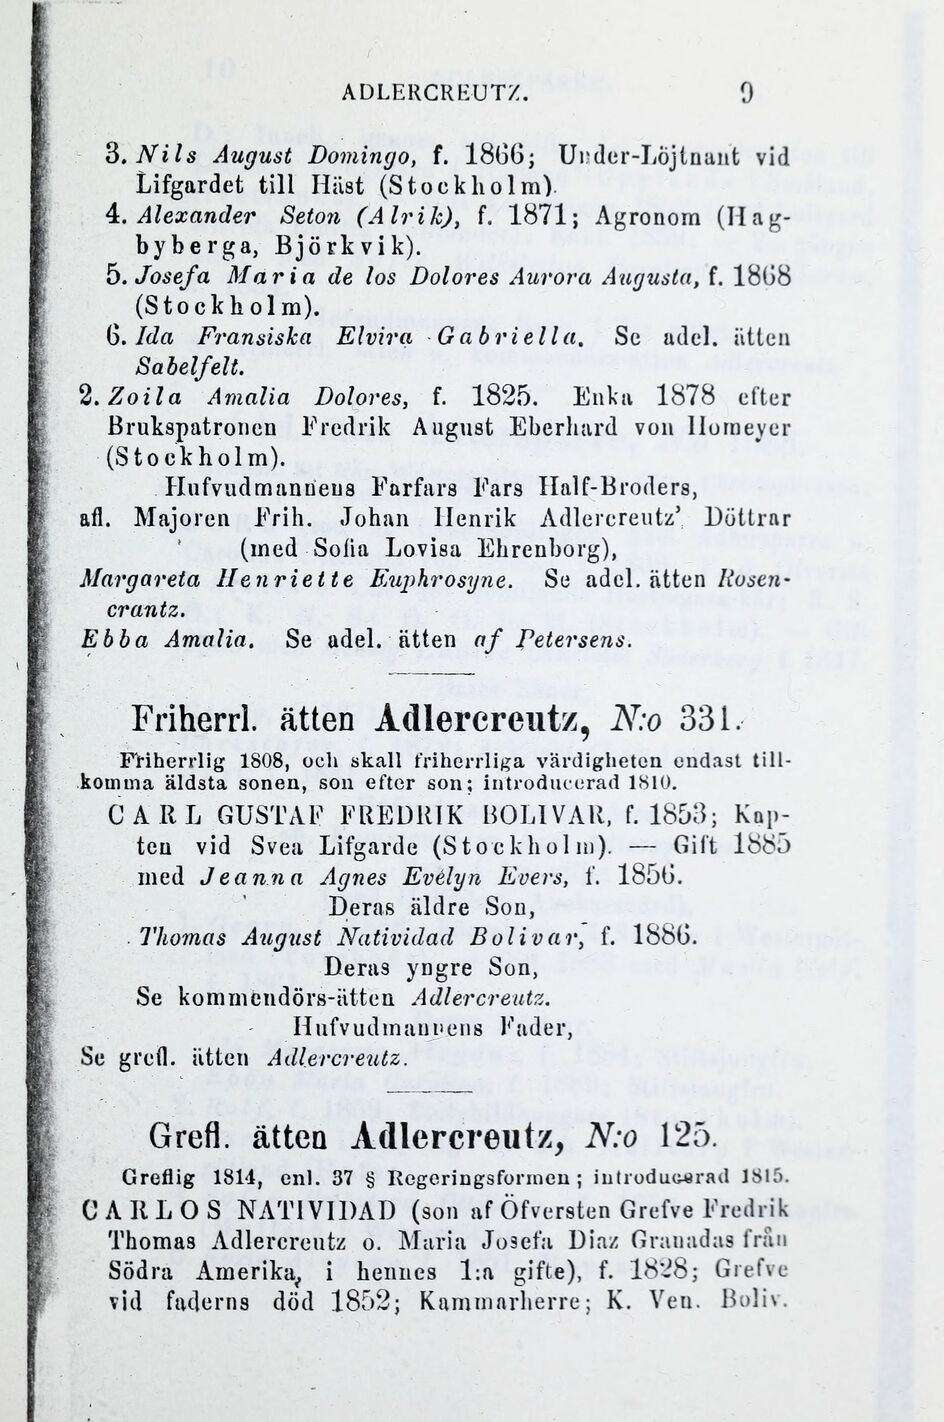 ADLERCREUTZ. 9
3. Nils August Domingo, f. 1866; Under-Löjtnant vid
Lifgardet till Häst (Stockholm).
4. Alexander Seton (Alrik), f. 1871; Agronom (Hag-
byberga, Björkvik).
5. Josefa Maria de los Dolores Aurora Augusta, f. 1868
(Stockholm).
6. Ida Fransiska Elvira Gabriella. Se adel. ätten
Sabelfelt.
2. Zoila Amalia Dolores, f. 1825. Enka 1878 efter
Brukspatronen Fredrik August Eberhard von Homeyer
(Stockholm).
Hufvudmannens Farfars Fars Half-Broders,
afl. Majoren Frih. Johan Henrik Adlercreutz' Döttrar
(med Sofia Lovisa Ehrenborg),
Margareta Henriette Euphrosyne. Se adel. ätten Rosen-
crantz.
Ebba Amalia. Se adel. ätten af Petersens.
Friherrl. ätten Adlercreutz, N:o 331.
Friherrlig 1808, och skall friherrliga värdigheten endast till-
komma äldsta sonen, son efter son; introducerad 1810.
CARL GUSTAF FREDRIK BOLIVAR, f. 1853; Kap-
ten vid Svea Lifgarde (Stockholm). — Gift 1885
med Jeanna Agnes Evelyn Evers, f. 1856.
Deras äldre Son,
Thomas August Natividad Bolivar, f. 1886.
Deras yngre Son,
Se kommendörs-ätten Adlercreutz.
Hufvudmannens Fader,
Se grefl. ätten Adlercreutz.
Grefl. ätten Adlercreutz, N:o 125.
Greflig 1814, enl. 37 § Regeringsformen; introducerad 1815.
CARLOS NATIVIDAD (son af Öfversten Grefve Fredrik
Thomas Adlercreutz o. Maria Josefa Diaz Granadas från
Södra Amerika, i hennes 1:a gifte), f. 1828; Grefve
vid faderns död 1852; Kammarherre; K. Ven. Boliv.